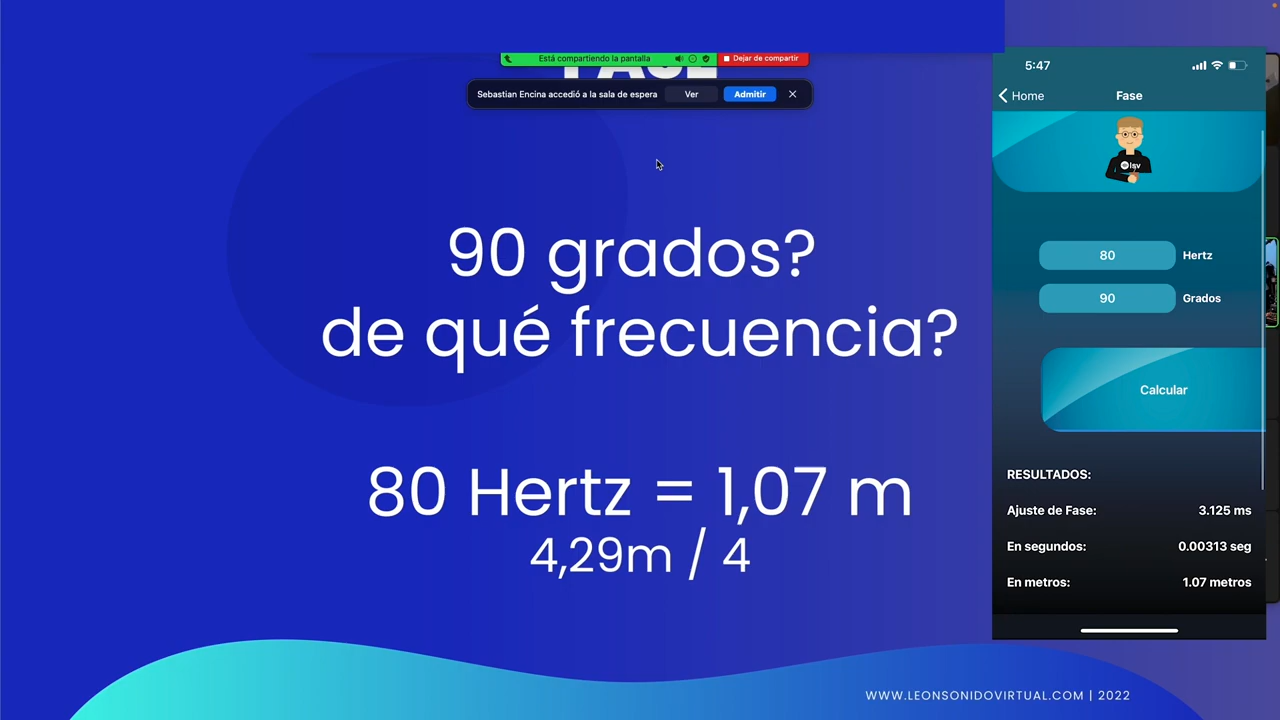 Está compartiendo la pantalla
Dejar de compartir
FASE
Sebastian Encina accedió a la sala de espera
Ver
Admitir
90 grados?
de qué frecuencia?
80 Hertz = 1,07 m
4,29m / 4
WWW.LEONSONIDOVIRTUAL.COM | 2022
5:47
Home
Fase
lsv
80 Hertz
90 Grados
Calcular
RESULTADOS:
Ajuste de Fase: 3.125 ms
En segundos: 0.00313 seg
En metros: 1.07 metros